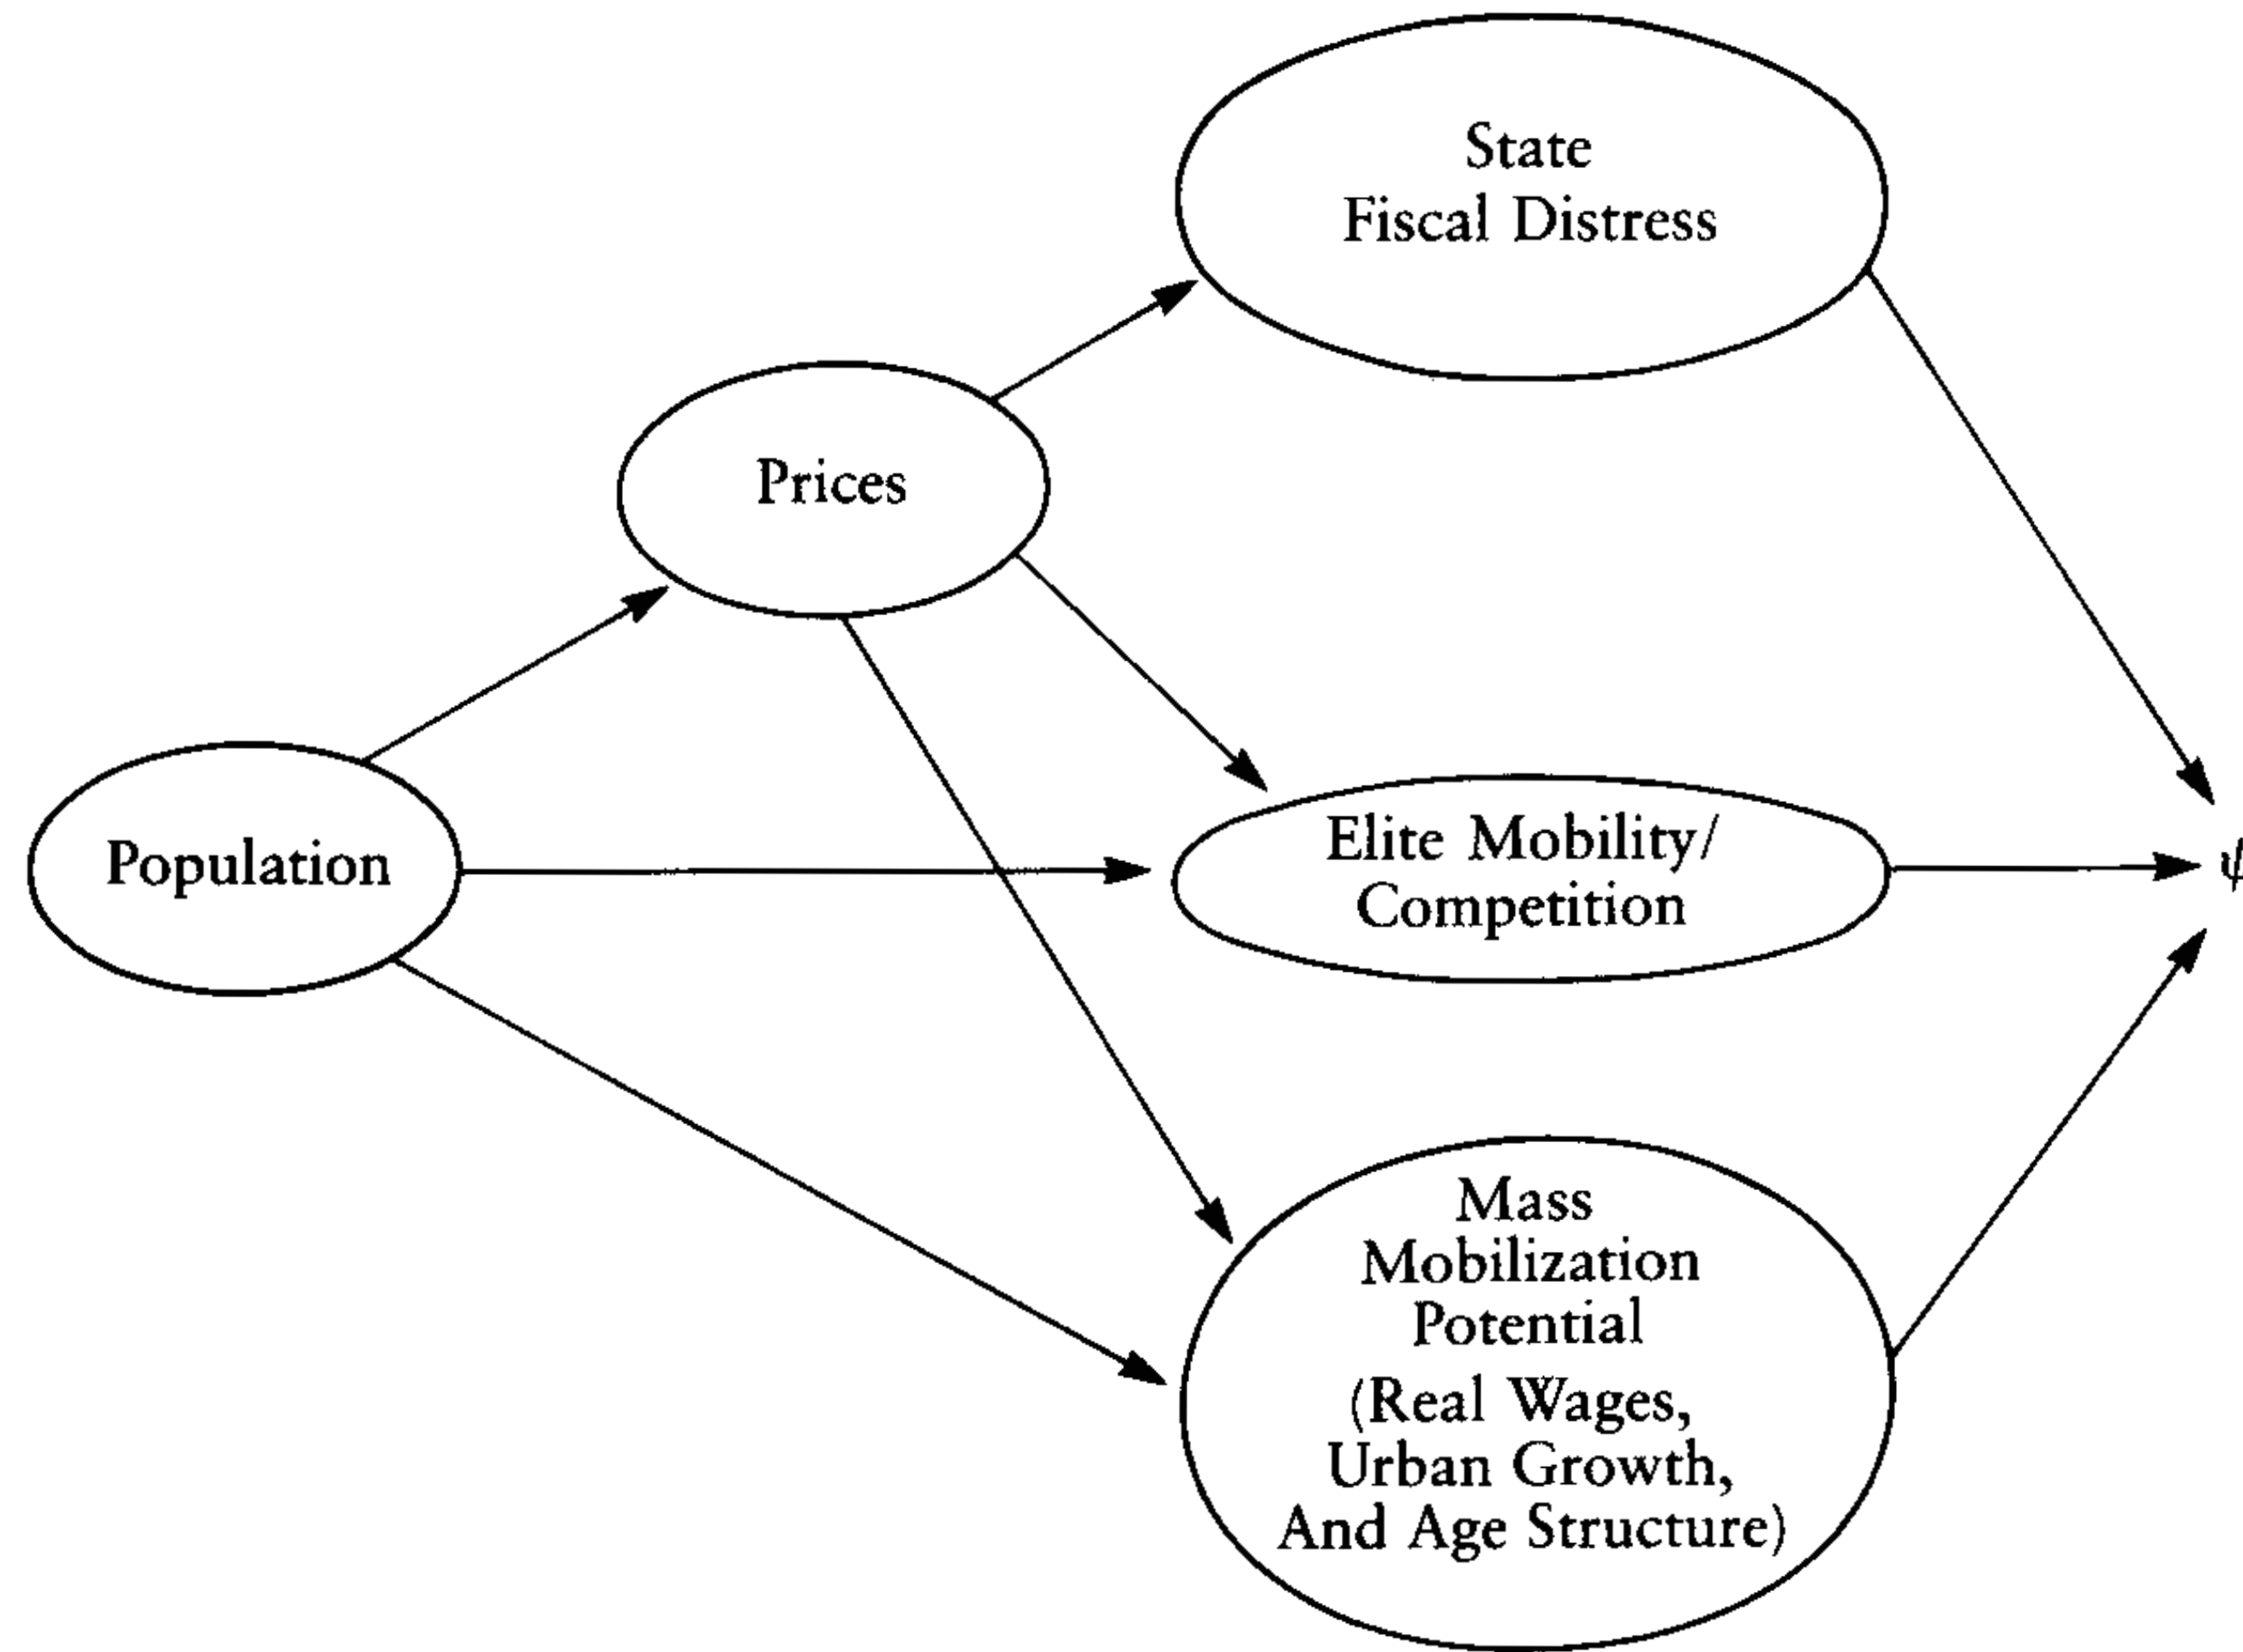 State
Fiscal Distress
Prices
Population
Elite Mobility/
Competition
ψ
Mass
Mobilization
Potential
(Real Wages,
Urban Growth,
And Age Structure)